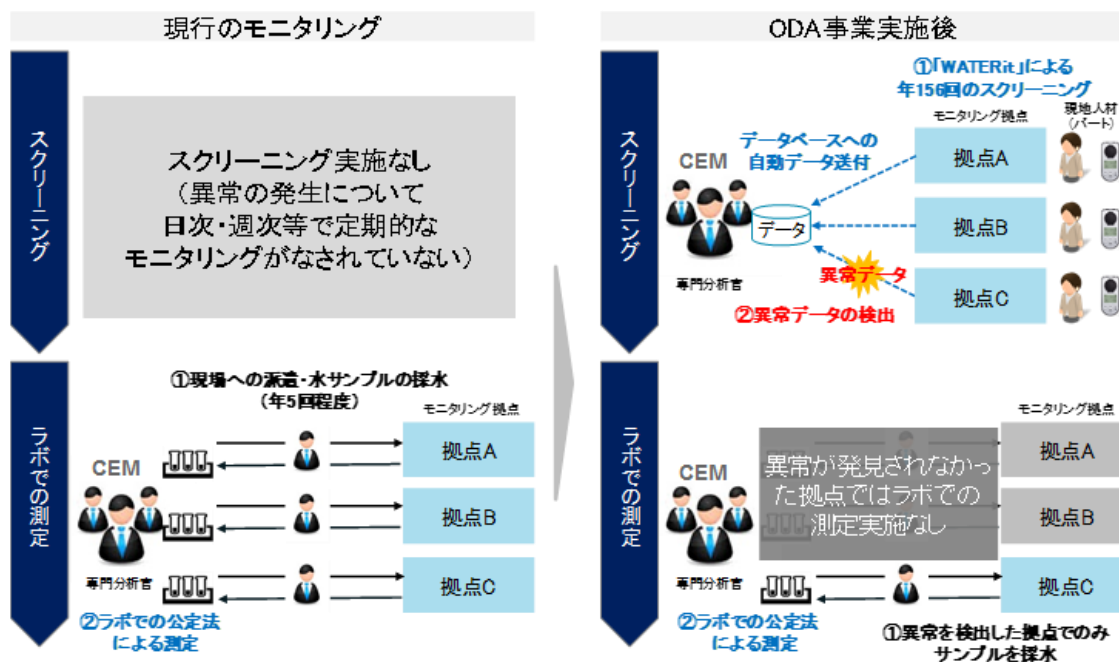 現行のモニタリング
スクリーニング
スクリーニング実施なし
（異常の発生について
日次・週次等で定期的な
モニタリングがなされていない）
ラボでの測定
①現場への派遣・水サンプルの採水
（年5回程度）
モニタリング拠点
CEM
専門分析官
拠点A
拠点B
拠点C
②ラボでの公定法
による測定
ODA事業実施後
スクリーニング
①「WATERit」による
年156回のスクリーニング
モニタリング拠点
現地人材
（パート）
データベースへの
自動データ送付
CEM
データ
専門分析官
拠点A
拠点B
拠点C
異常データ
②異常データの検出
ラボでの測定
モニタリング拠点
CEM
専門分析官
異常が発見されなかっ
た拠点ではラボでの
測定実施なし
拠点A
拠点B
拠点C
②ラボでの公定法
による測定
①異常を検出した拠点でのみ
サンプルを採水